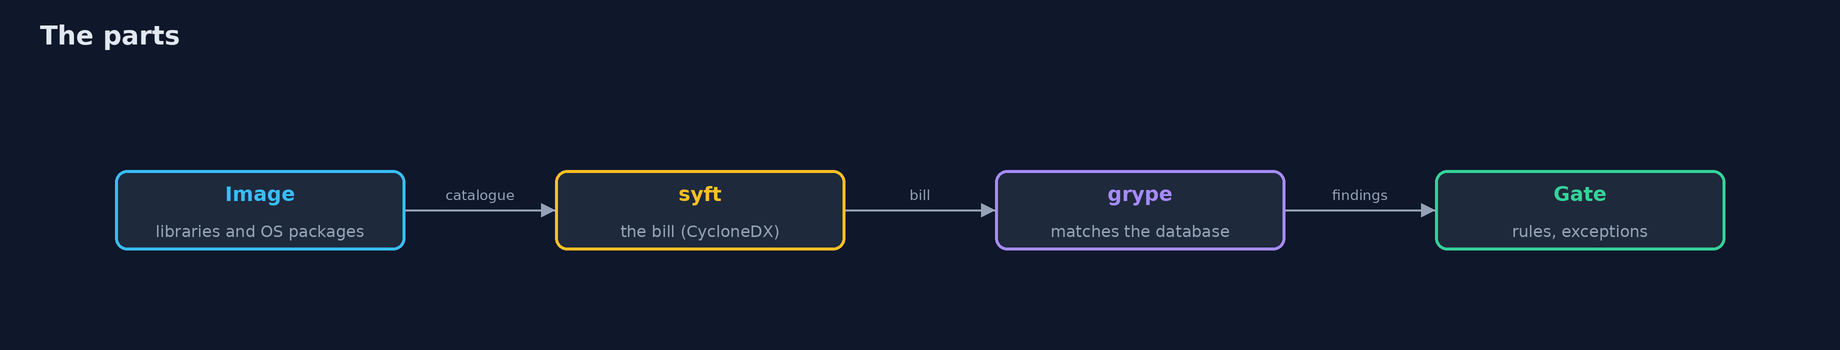 The parts
Image
libraries and OS packages
catalogue
syft
the bill (CycloneDX)
bill
grype
matches the database
findings
Gate
rules, exceptions